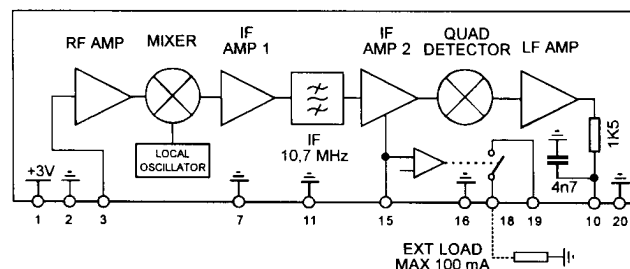 RF AMP
MIXER
IF
AMP 1
IF
AMP 2
QUAD
DETECTOR
LF AMP
LOCAL
OSCILLATOR
IF
10,7 MHz
1K5
4n7
+3V
1
2
3
7
11
15
16
18
19
10
20
EXT LOAD
MAX 100 mA